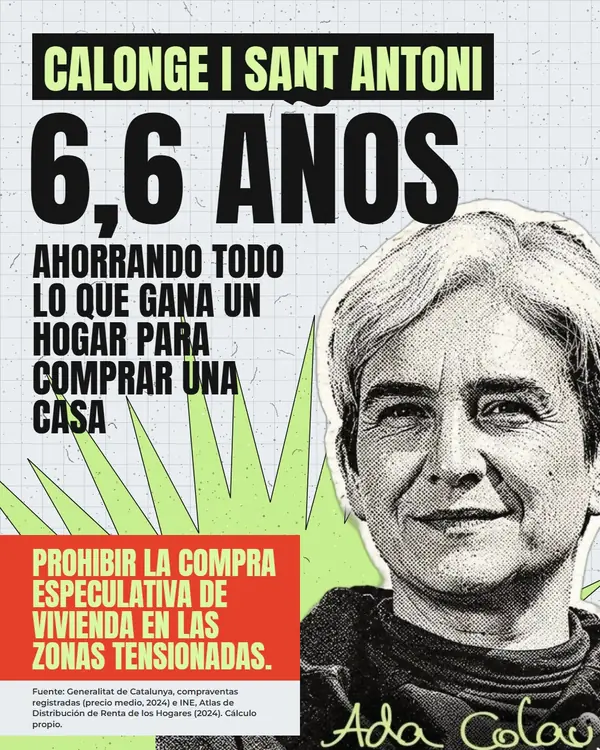 CALONGE I SANT ANTONI
6,6 AÑOS
AHORRANDO TODO
LO QUE GANA UN
HOGAR PARA
COMPRAR UNA
CASA
PROHIBIR LA COMPRA
ESPECULATIVA DE
VIVIENDA EN LAS
ZONAS TENSIONADAS.
Fuente: Generalitat de Catalunya, compraventas
registradas (precio medio, 2024) e INE, Atlas de
Distribución de Renta de los Hogares (2024). Cálculo
propio.
Ada Colau